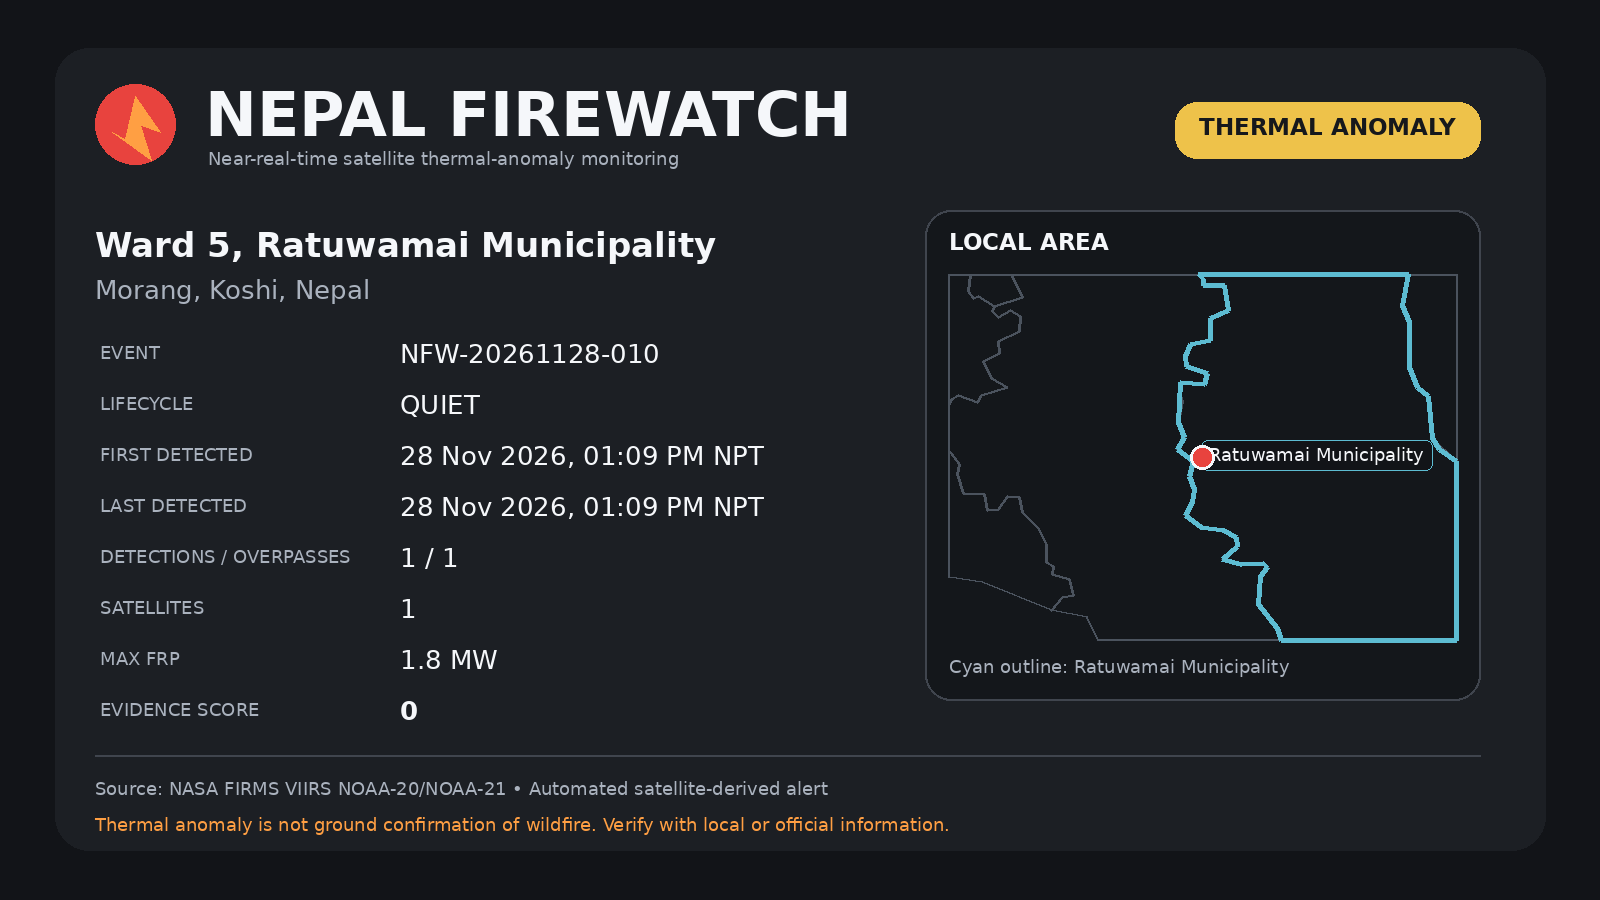 NEPAL FIREWATCH
Near-real-time satellite thermal-anomaly monitoring
THERMAL ANOMALY
Ward 5, Ratuwamai Municipality
Morang, Koshi, Nepal
EVENT NFW-20261128-010
LIFECYCLE QUIET
FIRST DETECTED 28 Nov 2026, 01:09 PM NPT
LAST DETECTED 28 Nov 2026, 01:09 PM NPT
DETECTIONS / OVERPASSES 1 / 1
SATELLITES 1
MAX FRP 1.8 MW
EVIDENCE SCORE 0
LOCAL AREA
Ratuwamai Municipality
Cyan outline: Ratuwamai Municipality
Source: NASA FIRMS VIIRS NOAA-20/NOAA-21 • Automated satellite-derived alert
Thermal anomaly is not ground confirmation of wildfire. Verify with local or official information.